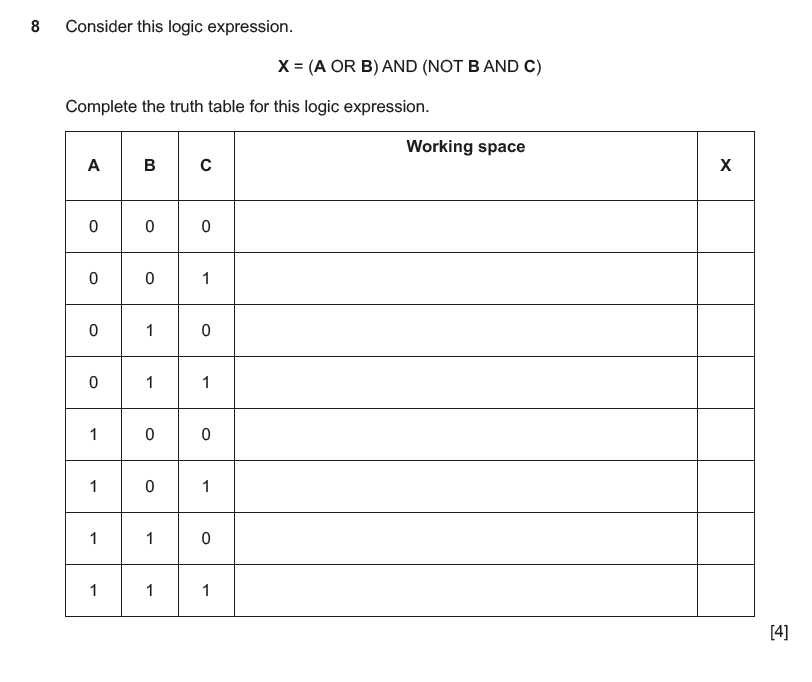 8 Consider this logic expression.
X = (A OR B) AND (NOT B AND C)
Complete the truth table for this logic expression.
A B C Working space X
0 0 0
0 0 1
0 1 0
0 1 1
1 0 0
1 0 1
1 1 0
1 1 1
[4]